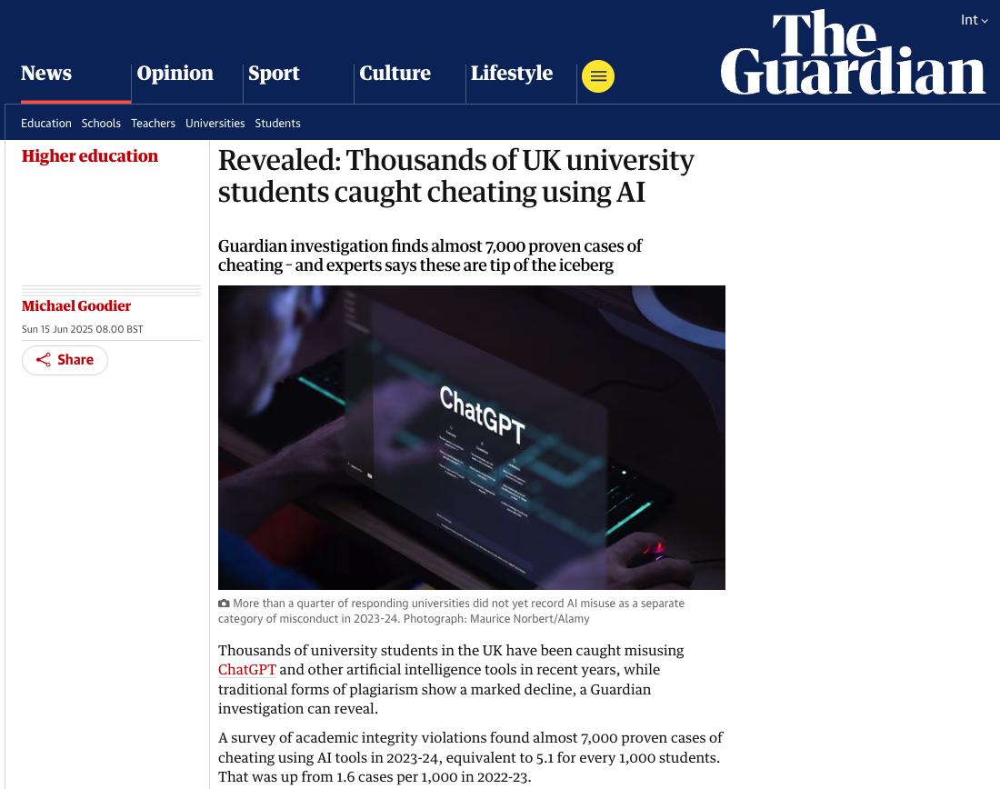 Int
The
Guardian
News
Opinion
Sport
Culture
Lifestyle
Education
Schools
Teachers
Universities
Students
Higher education
Revealed: Thousands of UK university
students caught cheating using AI
Guardian investigation finds almost 7,000 proven cases of
cheating – and experts says these are tip of the iceberg
Michael Goodier
Sun 15 Jun 2025 08.00 BST
Share
ChatGPT
More than a quarter of responding universities did not yet record AI misuse as a separate
category of misconduct in 2023-24. Photograph: Maurice Norbert/Alamy
Thousands of university students in the UK have been caught misusing
ChatGPT and other artificial intelligence tools in recent years, while
traditional forms of plagiarism show a marked decline, a Guardian
investigation can reveal.
A survey of academic integrity violations found almost 7,000 proven cases of
cheating using AI tools in 2023-24, equivalent to 5.1 for every 1,000 students.
That was up from 1.6 cases per 1,000 in 2022-23.